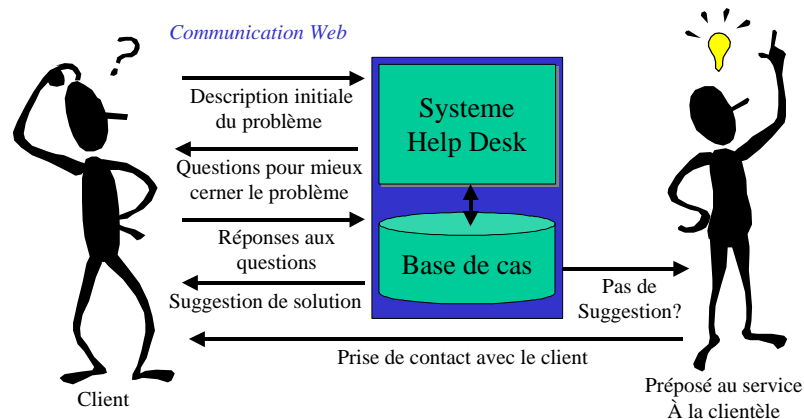 Communication Web
?
Description initiale
du problème
Questions pour mieux
cerner le problème
Réponses aux
questions
Suggestion de solution
Systeme
Help Desk
Base de cas
Pas de
Suggestion?
Prise de contact avec le client
Client
Préposé au service
À la clientèle